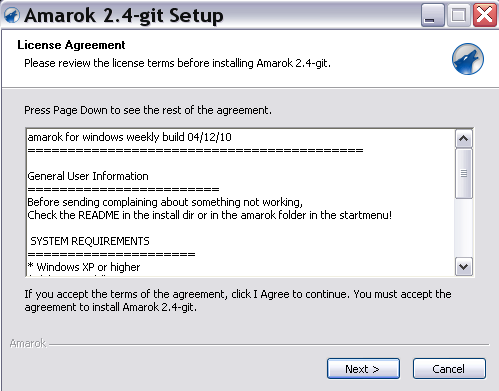 Amarok 2.4-git Setup
License Agreement
Please review the license terms before installing Amarok 2.4-git.
Press Page Down to see the rest of the agreement.
amarok for windows weekly build 04/12/10
==========================================
General User Information
========================
Before sending complaining about something not working,
Check the README in the install dir or in the amarok folder in the startmenu!
SYSTEM REQUIREMENTS
=====================
* Windows XP or higher
If you accept the terms of the agreement, click I Agree to continue. You must accept the
agreement to install Amarok 2.4-git.
Amarok
Next >
Cancel